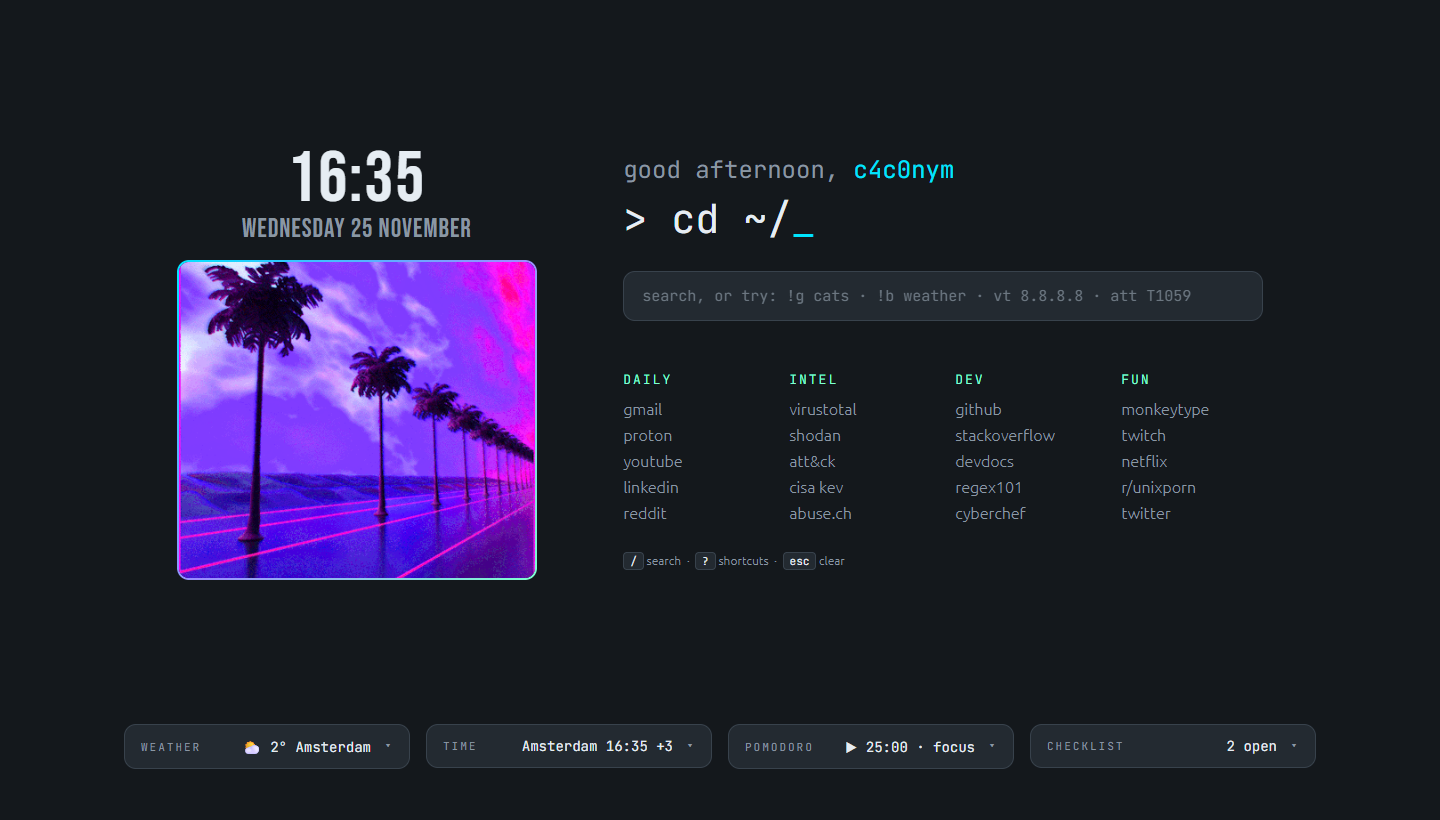 16:35
WEDNESDAY 25 NOVEMBER
good afternoon, c4c0nym
> cd ~/_
search, or try: !g cats · !b weather · vt 8.8.8.8 · att T1059
DAILY
gmail
proton
youtube
linkedin
reddit
INTEL
virustotal
shodan
att&ck
cisa kev
abuse.ch
DEV
github
stackoverflow
devdocs
regex101
cyberchef
FUN
monkeytype
twitch
netflix
r/unixporn
twitter
/ search · ? shortcuts · esc clear
WEATHER 2° Amsterdam
TIME Amsterdam 16:35 +3
POMODORO ▶ 25:00 · focus
CHECKLIST 2 open